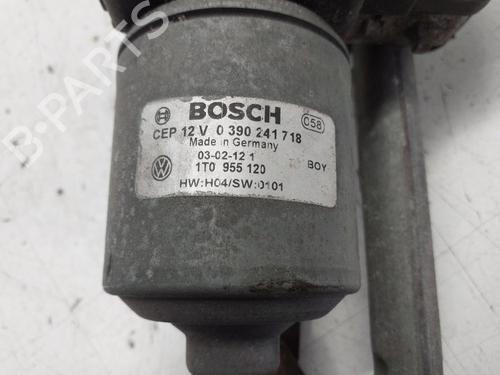 BOSCH
C58
CEP 12 V 0 390 241 718
Made in Germany
03-02-12 1
BOY
1T0 955 120
HW:H04/SW:0101